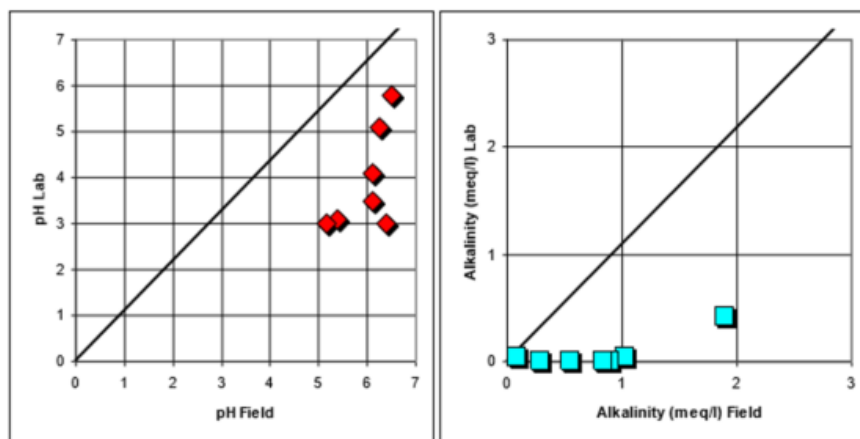 7
6
5
4
3
2
1
0
pH Lab
0 1 2 3 4 5 6 7
pH Field
3
2
1
0
Alkalinity (meq/l) Lab
0 1 2 3
Alkalinity (meq/l) Field